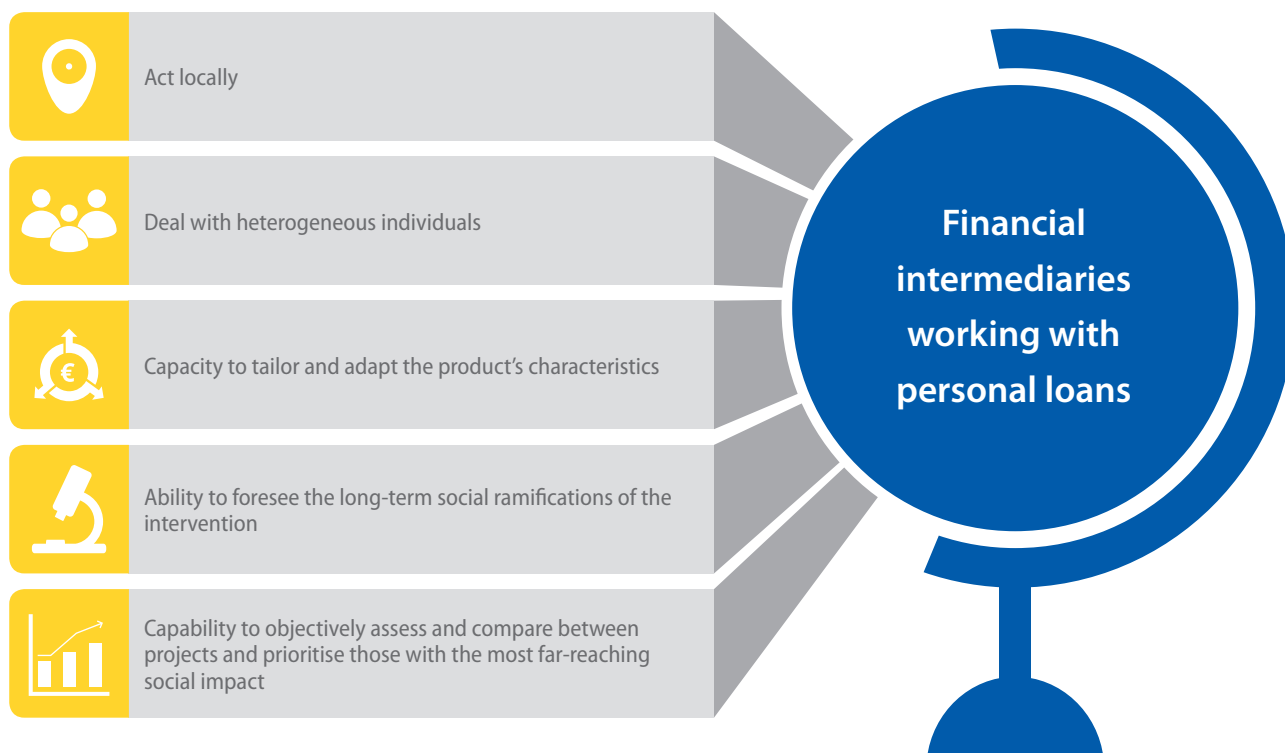 Act locally
Deal with heterogeneous individuals
€
Capacity to tailor and adapt the product’s characteristics
Ability to foresee the long-term social ramifications of the
intervention
Capability to objectively assess and compare between
projects and prioritise those with the most far-reaching
social impact
Financial
intermediaries
working with
personal loans